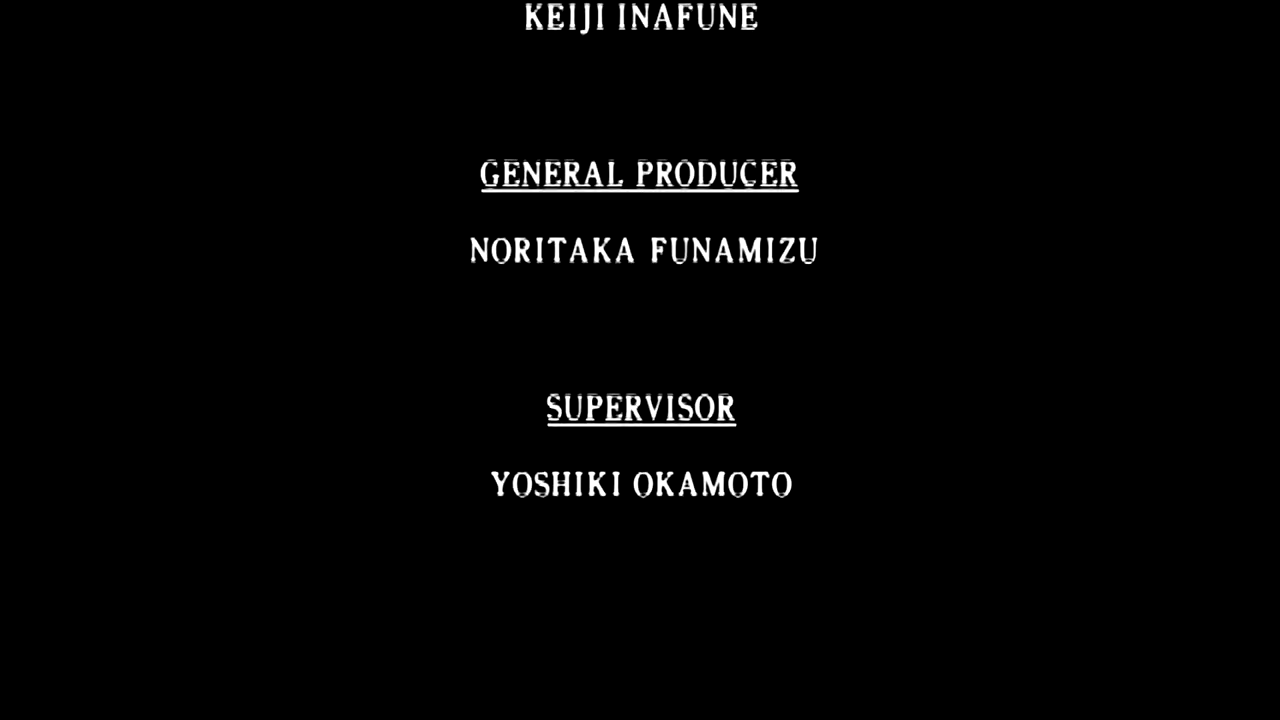 KEIJI INAFUNE
GENERAL PRODUCER
NORITAKA FUNAMIZU
SUPERVISOR
YOSHIKI OKAMOTO